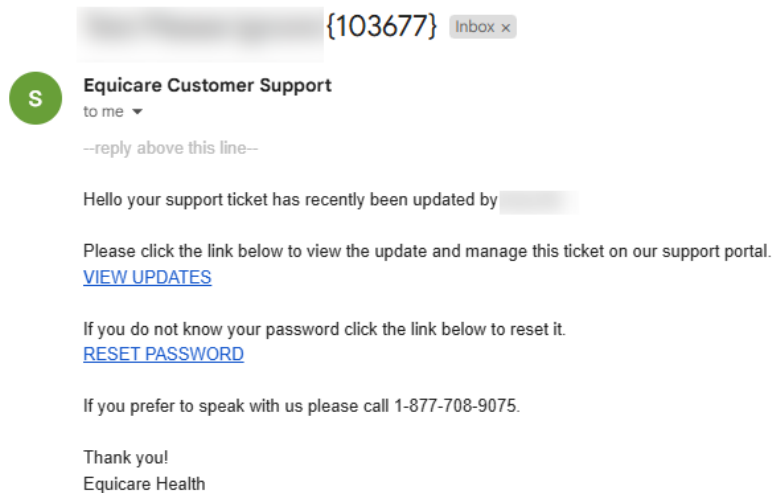 {103677} Inbox x
S
Equicare Customer Support
to me
--reply above this line--
Hello your support ticket has recently been updated by
Please click the link below to view the update and manage this ticket on our support portal.
VIEW UPDATES
If you do not know your password click the link below to reset it.
RESET PASSWORD
If you prefer to speak with us please call 1-877-708-9075.
Thank you!
Equicare Health